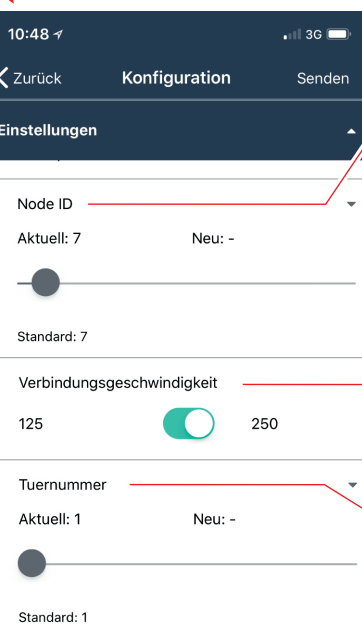 10:48
3G
Zurück Konfiguration Senden
Einstellungen
Node ID
Aktuell: 7 Neu: -
Standard: 7
Verbindungsgeschwindigkeit
125 250
Tuernummer
Aktuell: 1 Neu: -
Standard: 1